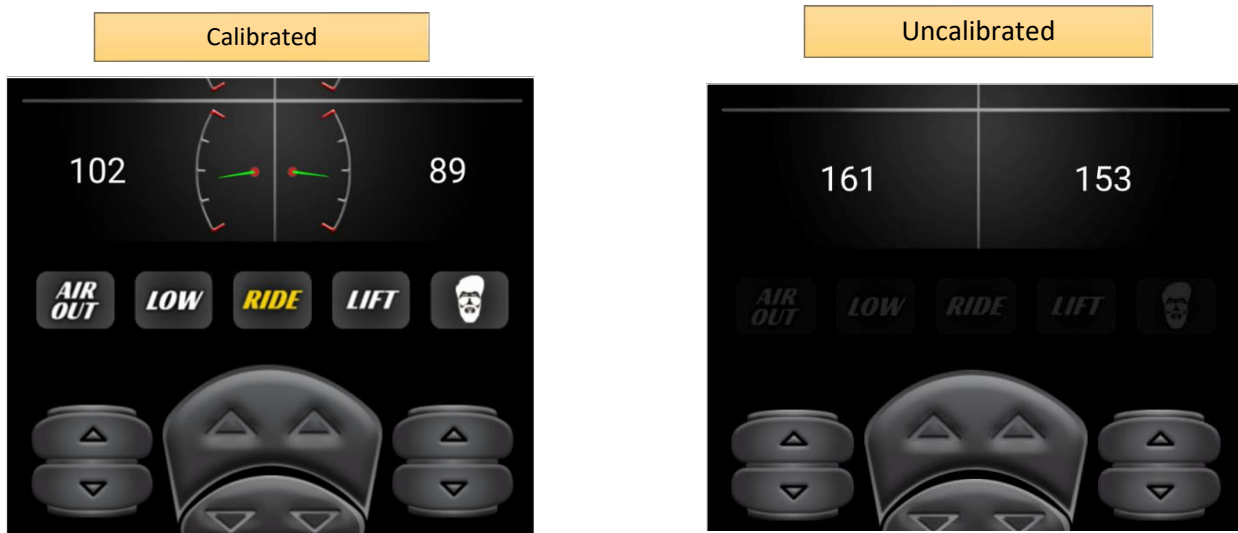 Calibrated
Uncalibrated
102
89
161
153
AIR
OUT
LOW
RIDE
LIFT
AIR
OUT
LOW
RIDE
LIFT